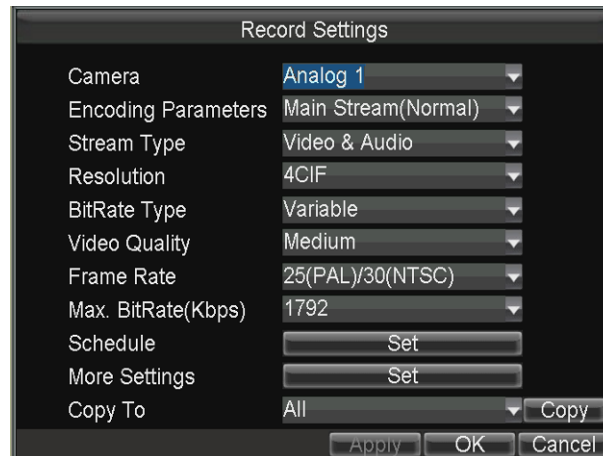 Record Settings
Camera Analog 1
Encoding Parameters Main Stream(Normal)
Stream Type Video & Audio
Resolution 4CIF
BitRate Type Variable
Video Quality Medium
Frame Rate 25(PAL)/30(NTSC)
Max. BitRate(Kbps) 1792
Schedule Set
More Settings Set
Copy To All Copy
Apply OK Cancel